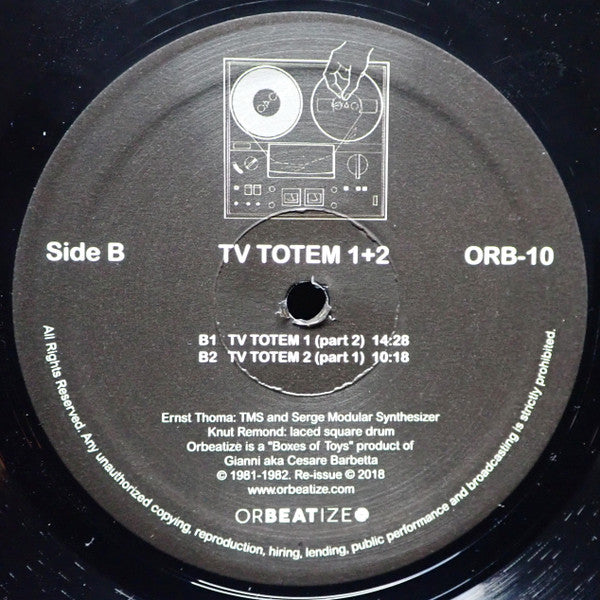 Side B
TV TOTEM 1+2
ORB-10
B1 TV TOTEM 1 (part 2) 14:28
B2 TV TOTEM 2 (part 1) 10:18
Ernst Thoma: TMS and Serge Modular Synthesizer
Knut Remond: laced square drum
Orbeatize is a "Boxes of Toys" product of
Gianni aka Cesare Barbetta
© 1981-1982. Re-issue © 2018
www.orbeatize.com
ORBEATIZE
All Rights Reserved. Any unauthorized copying, reproduction, hiring, lending, public performance and broadcasting is strictly prohibited.